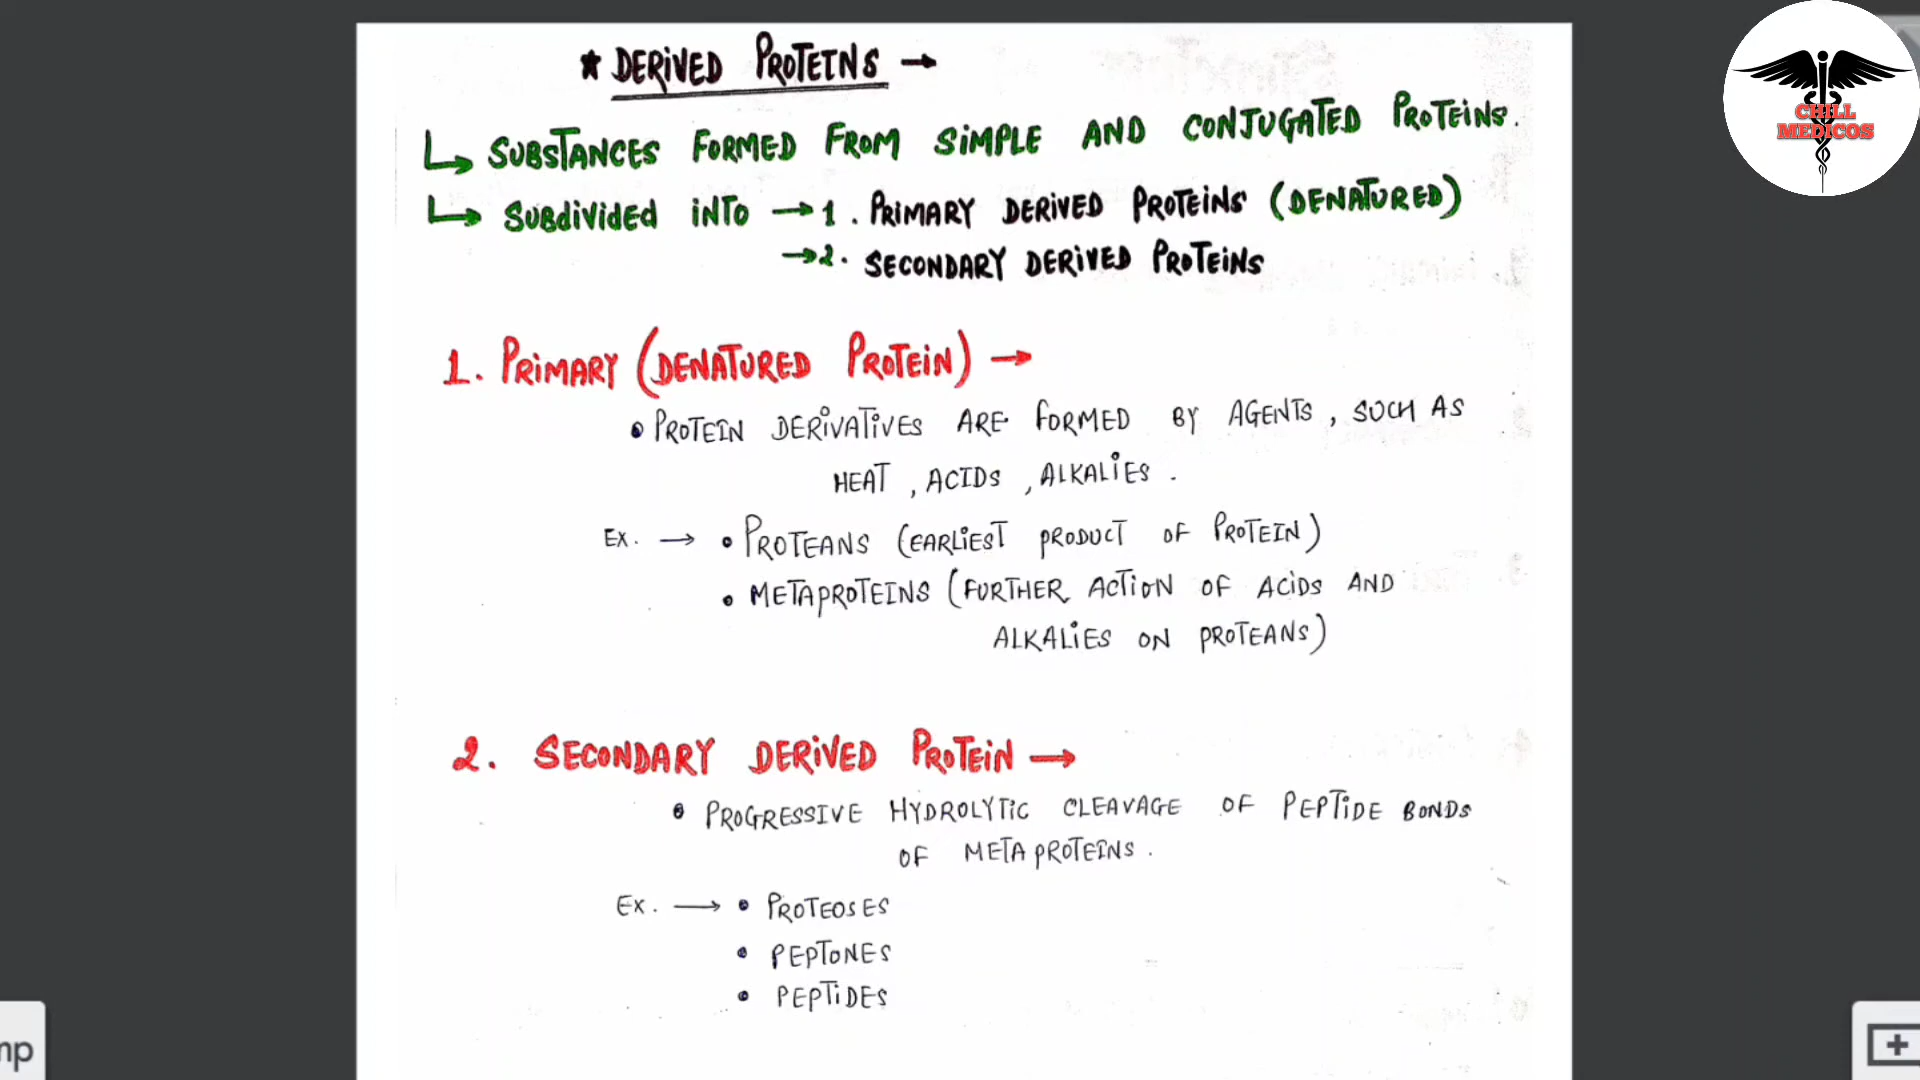 ★ DERIVED PROTEINS →
↳ SUBSTANCES FORMED FROM SIMPLE AND CONJUGATED PROTEINS.
↳ SUBDIVIDED INTO → 1. PRIMARY DERIVED PROTEINS (DENATURED)
→ 2. SECONDARY DERIVED PROTEINS
1. PRIMARY (DENATURED PROTEIN) →
• PROTEIN DERIVATIVES ARE FORMED BY AGENTS, SUCH AS
HEAT, ACIDS, ALKALIES.
EX. → • PROTEANS (EARLIEST PRODUCT OF PROTEIN)
• METAPROTEINS (FURTHER ACTION OF ACIDS AND
ALKALIES ON PROTEANS)
2. SECONDARY DERIVED PROTEIN →
• PROGRESSIVE HYDROLYTIC CLEAVAGE OF PEPTIDE BONDS
OF METAPROTEINS.
EX. → • PROTEOSES
• PEPTONES
• PEPTIDES
CHILL
MEDICOS
mp